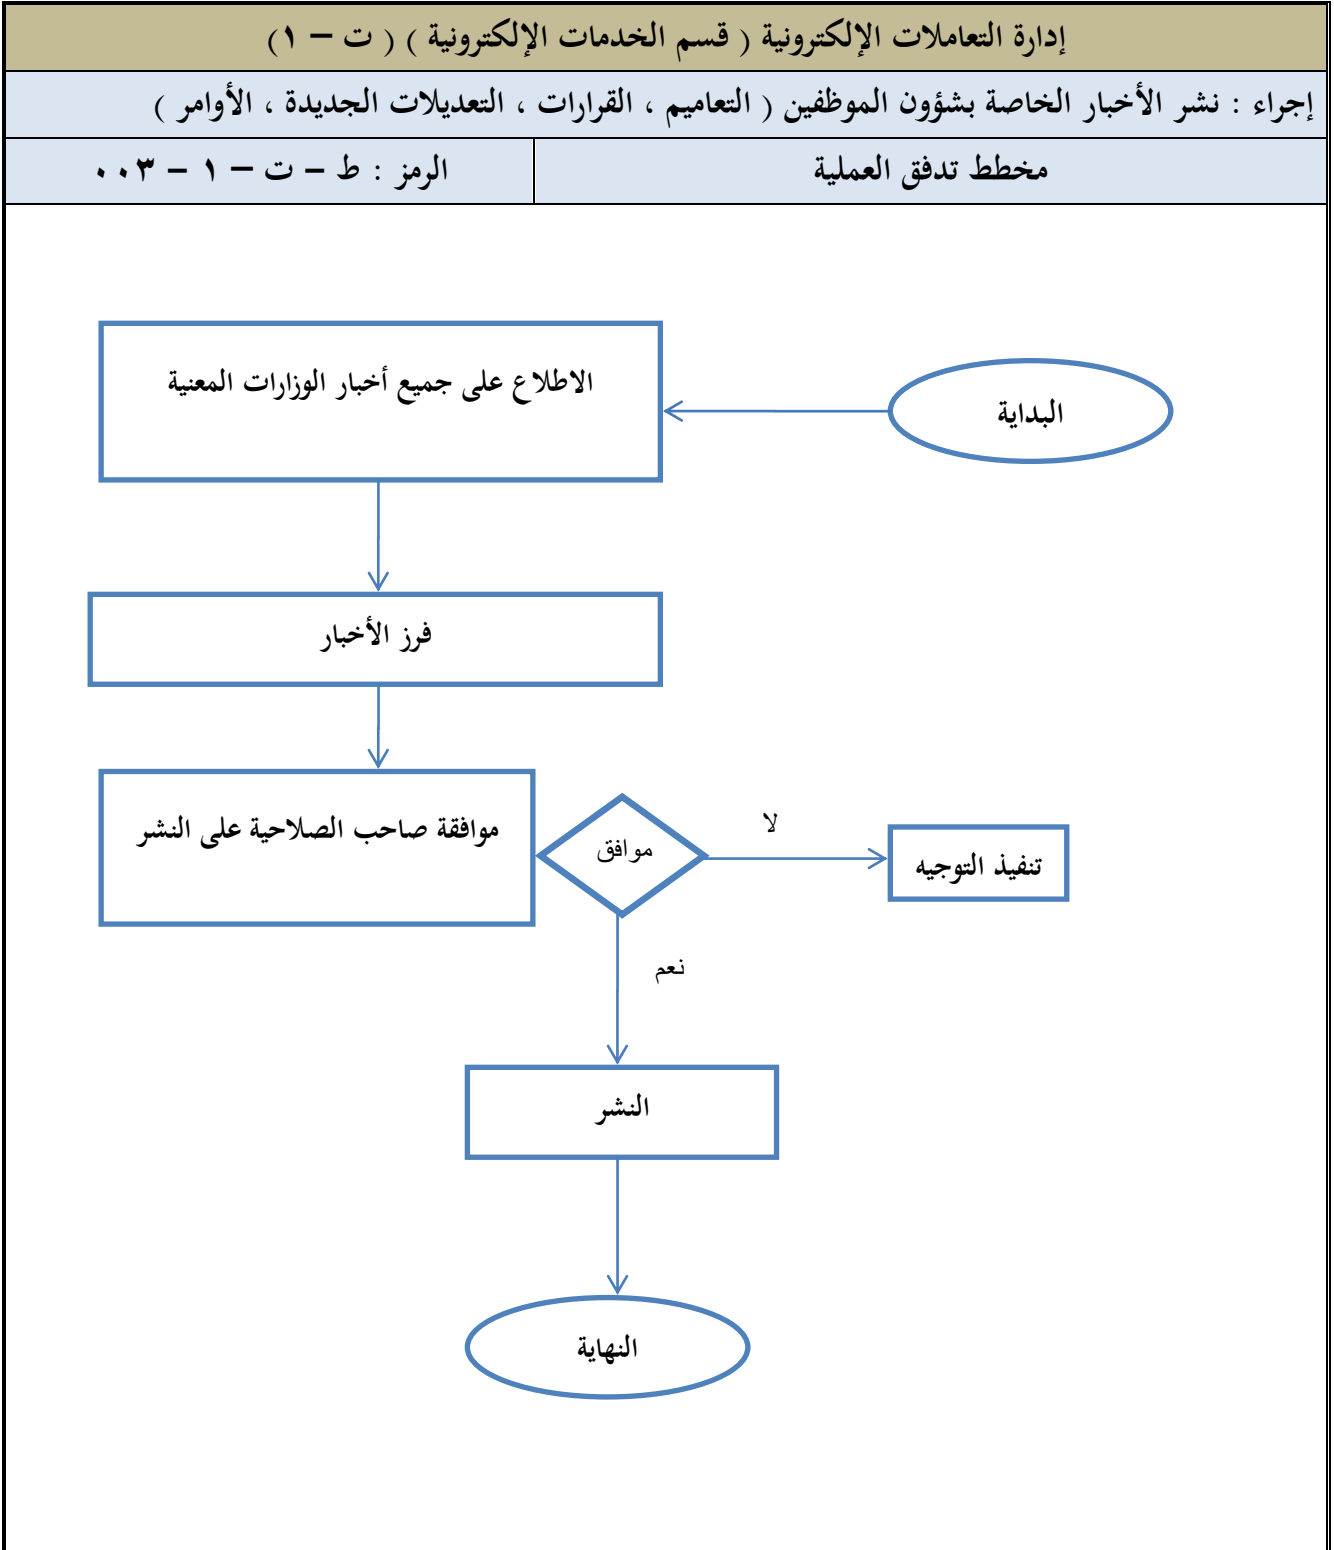 إدارة التعاملات الإلكترونية ( قسم الخدمات الإلكترونية ) ( ت – ١)
إجراء : نشر الأخبار الخاصة بشؤون الموظفين ( التعاميم ، القرارات ، التعديلات الجديدة ، الأوامر )
مخطط تدفق العملية
الرمز : ط – ت – ١ – ٠٠٣
البداية
الاطلاع على جميع أخبار الوزارات المعنية
فرز الأخبار
موافقة صاحب الصلاحية على النشر
موافق
لا
تنفيذ التوجيه
نعم
النشر
النهاية